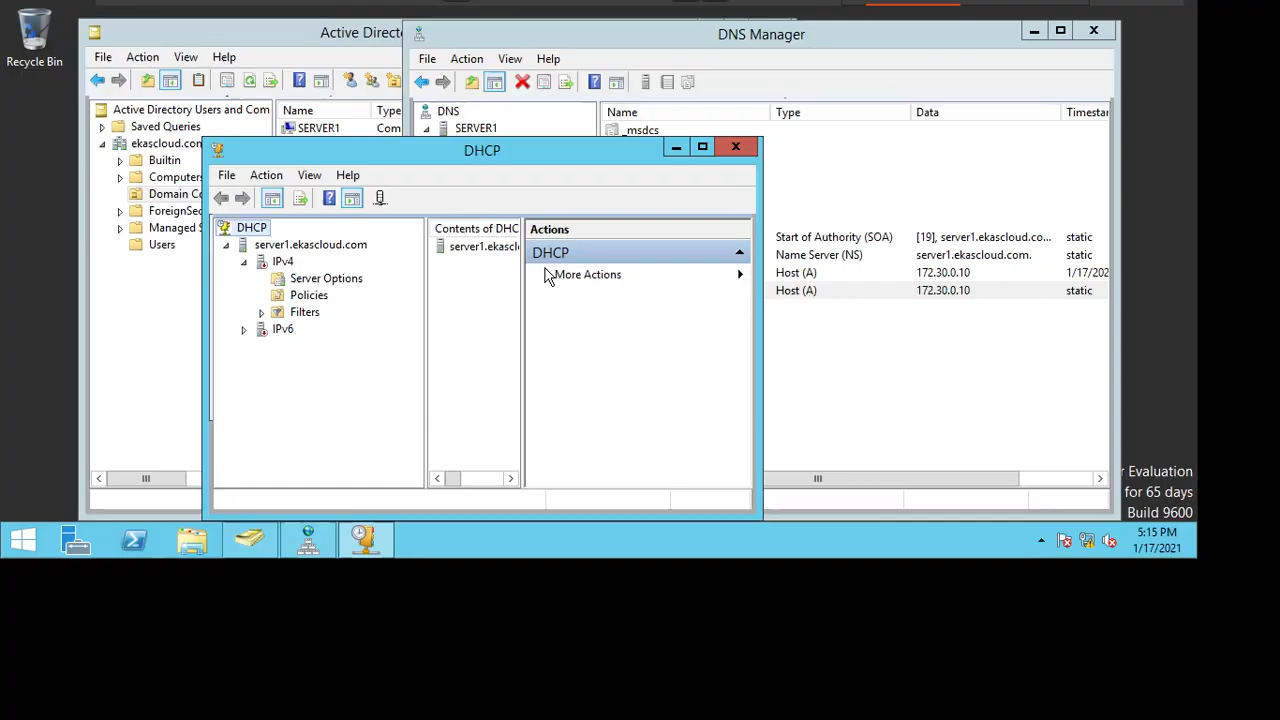 Recycle Bin
Active Directo
File Action View Help
Active Directory Users and Com
Saved Queries
ekascloud.com
Builtin
Computers
Domain Co
ForeignSec
Managed S
Users
Name Type
SERVER1 Com
DNS Manager
File Action View Help
DNS
SERVER1
Name Type Data Timestar
_msdcs
Start of Authority (SOA) [19], server1.ekascloud.co... static
Name Server (NS) server1.ekascloud.com. static
Host (A) 172.30.0.10 1/17/202
Host (A) 172.30.0.10 static
DHCP
File Action View Help
DHCP
server1.ekascloud.com
IPv4
Server Options
Policies
Filters
IPv6
Contents of DHC
server1.ekascl
Actions
DHCP
More Actions
r Evaluation
for 65 days
Build 9600
5:15 PM
1/17/2021